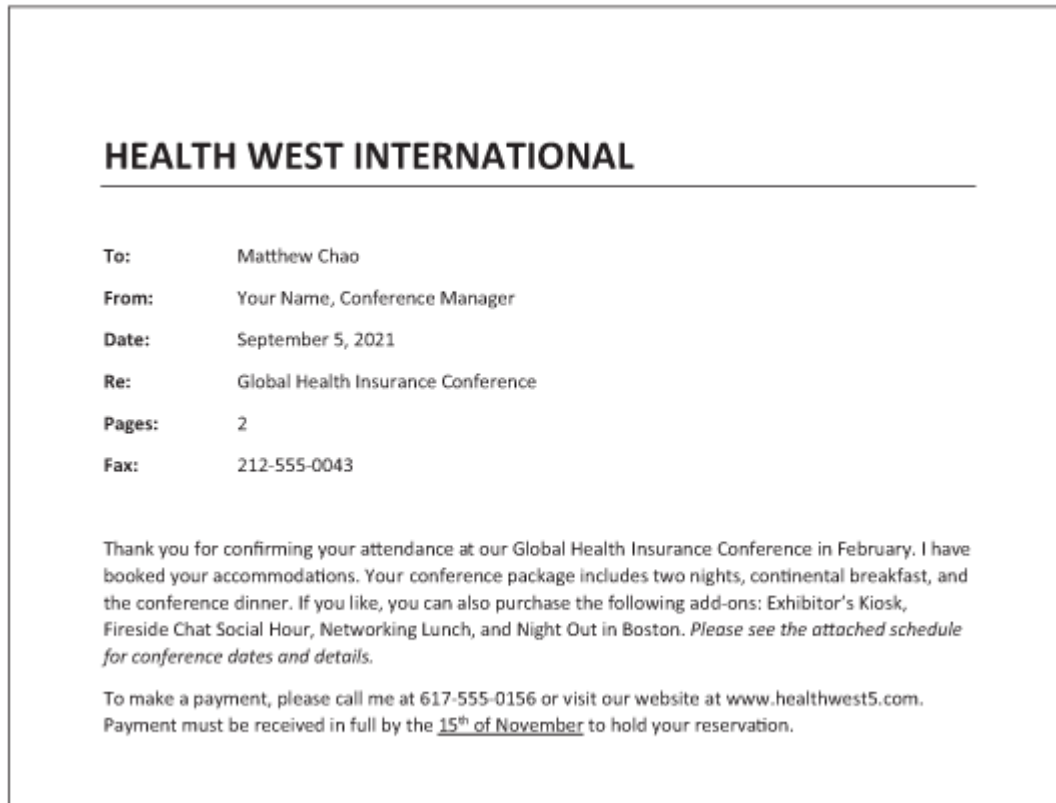 HEALTH WEST INTERNATIONAL
To: Matthew Chao
From: Your Name, Conference Manager
Date: September 5, 2021
Re: Global Health Insurance Conference
Pages: 2
Fax: 212-555-0043
Thank you for confirming your attendance at our Global Health Insurance Conference in February. I have
booked your accommodations. Your conference package includes two nights, continental breakfast, and
the conference dinner. If you like, you can also purchase the following add-ons: Exhibitor’s Kiosk,
Fireside Chat Social Hour, Networking Lunch, and Night Out in Boston. Please see the attached schedule
for conference dates and details.
To make a payment, please call me at 617-555-0156 or visit our website at www.healthwest5.com.
Payment must be received in full by the 15th of November to hold your reservation.